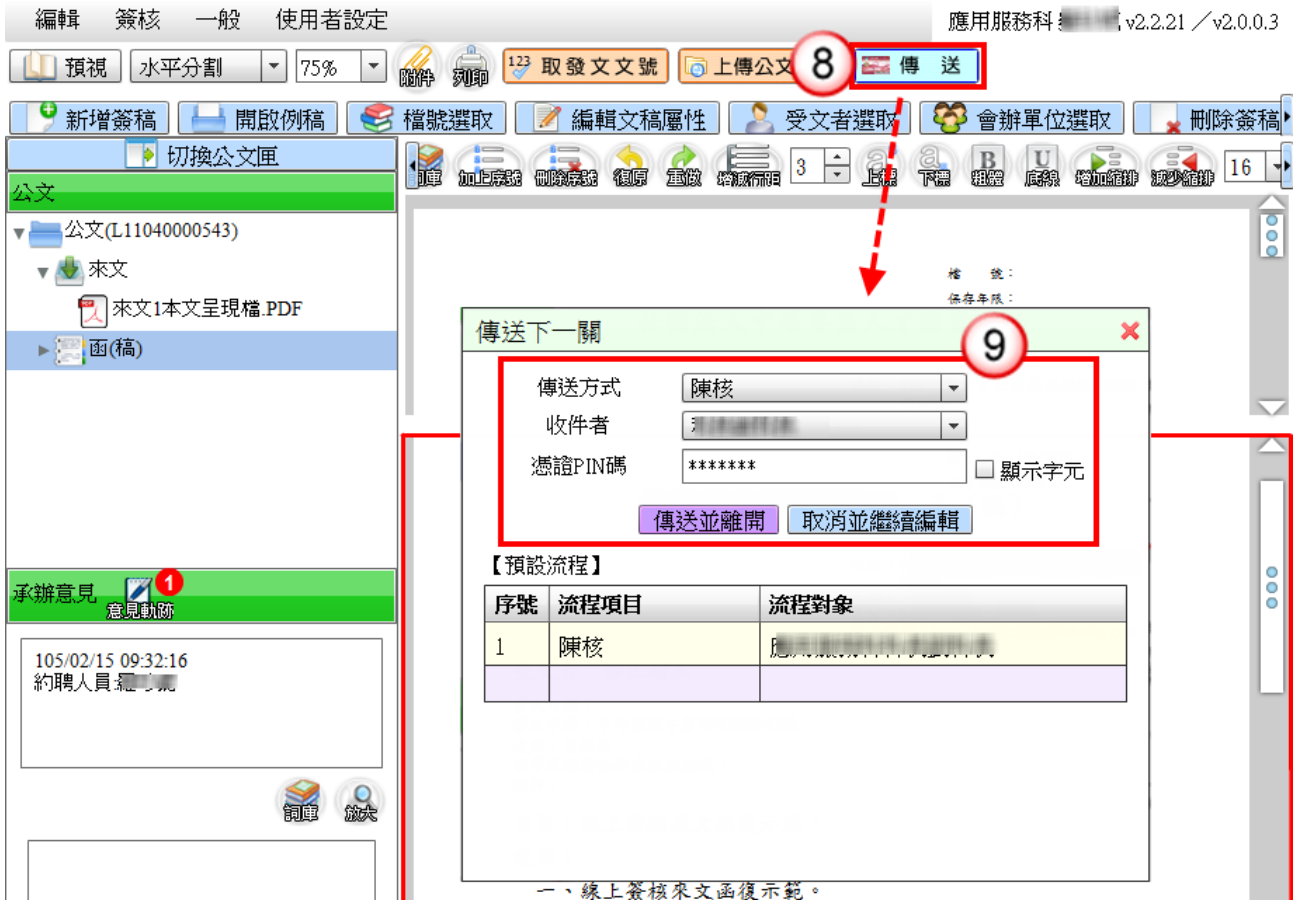 編輯 簽核 一般 使用者設定 應用服務科 v2.2.21／v2.0.0.3
預視 水平分割 75% 附件 列印 123 取發文文號 上傳公文 8 傳 送
新增簽稿 開啟例稿 檔號選取 編輯文稿屬性 受文者選取 會辦單位選取 刪除簽稿
切換公文匣
加上序號 刪除序號 復原 重做 增減行距 3 上標 下標 B 粗體 U 底線 增加縮排 減少縮排 16
公文
公文(L11040000543)
來文
來文1本文呈現檔.PDF
函(稿)
檔 號：
保存年限：
傳送下一關
9
傳送方式 陳核
收件者
憑證PIN碼 ******* 顯示字元
傳送並離開 取消並繼續編輯
【預設流程】
序號 流程項目 流程對象
1 陳核
承辦意見 意見軌跡 1
105/02/15 09:32:16
約聘人員
詞庫 放大
一、線上簽核來文函復示範。